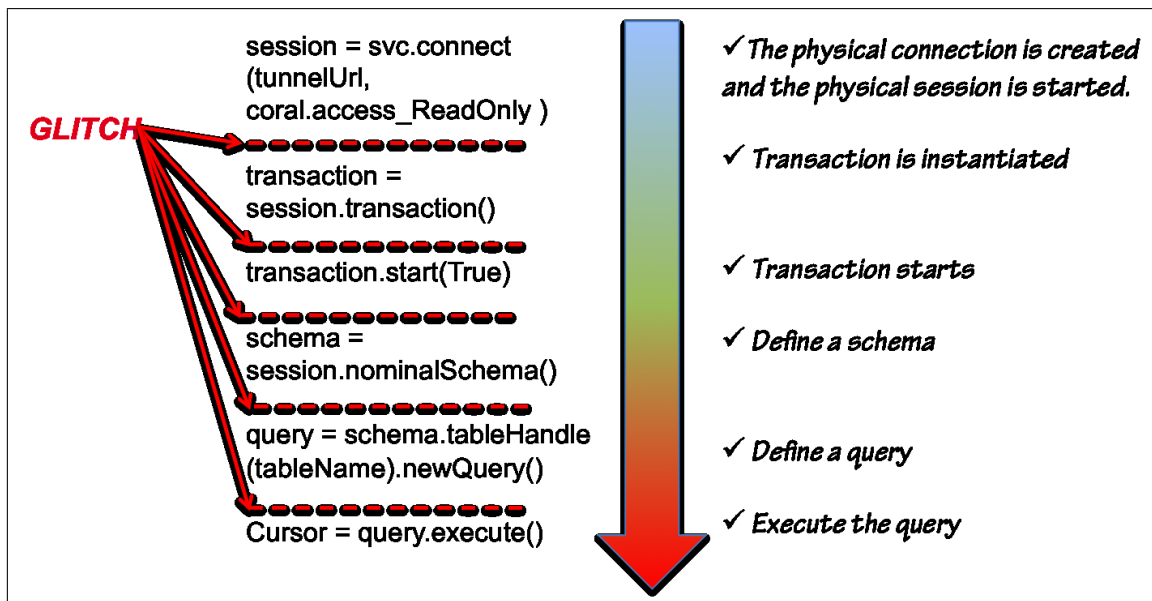 session = svc.connect
(tunnelUrl,
coral.access_ReadOnly )
GLITCH
transaction =
session.transaction()
transaction.start(True)
schema =
session.nominalSchema()
query = schema.tableHandle
(tableName).newQuery()
Cursor = query.execute()
✓ The physical connection is created
and the physical session is started.
✓ Transaction is instantiated
✓ Transaction starts
✓ Define a schema
✓ Define a query
✓ Execute the query